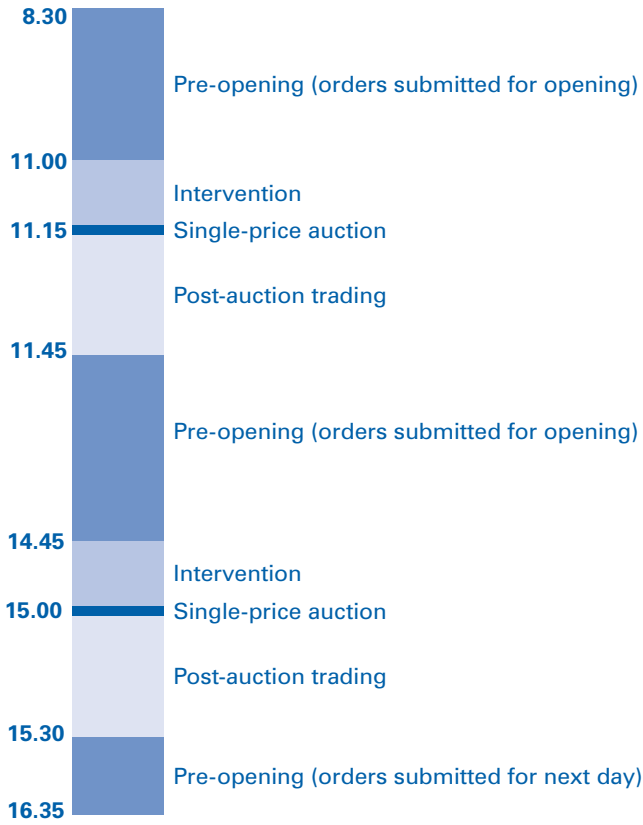 8.30
Pre-opening (orders submitted for opening)
11.00
Intervention
11.15 Single-price auction
Post-auction trading
11.45
Pre-opening (orders submitted for opening)
14.45
Intervention
15.00 Single-price auction
Post-auction trading
15.30
Pre-opening (orders submitted for next day)
16.35